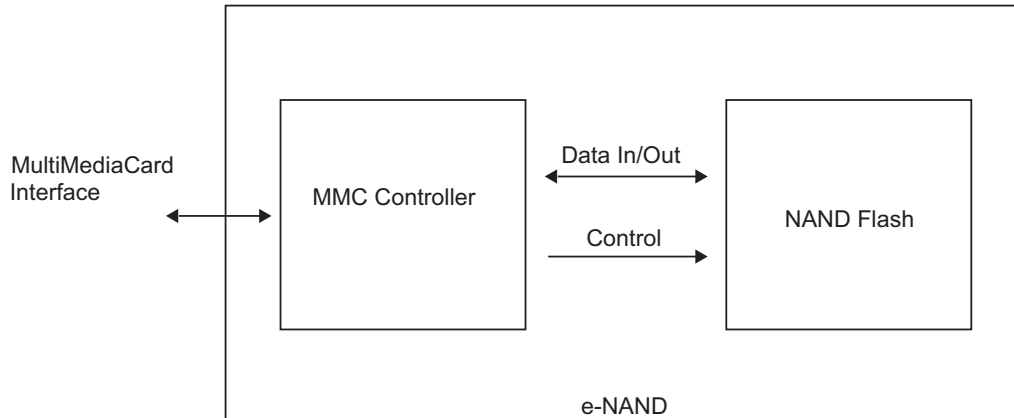 MultiMediaCard
Interface
MMC Controller
Data In/Out
Control
NAND Flash
e-NAND